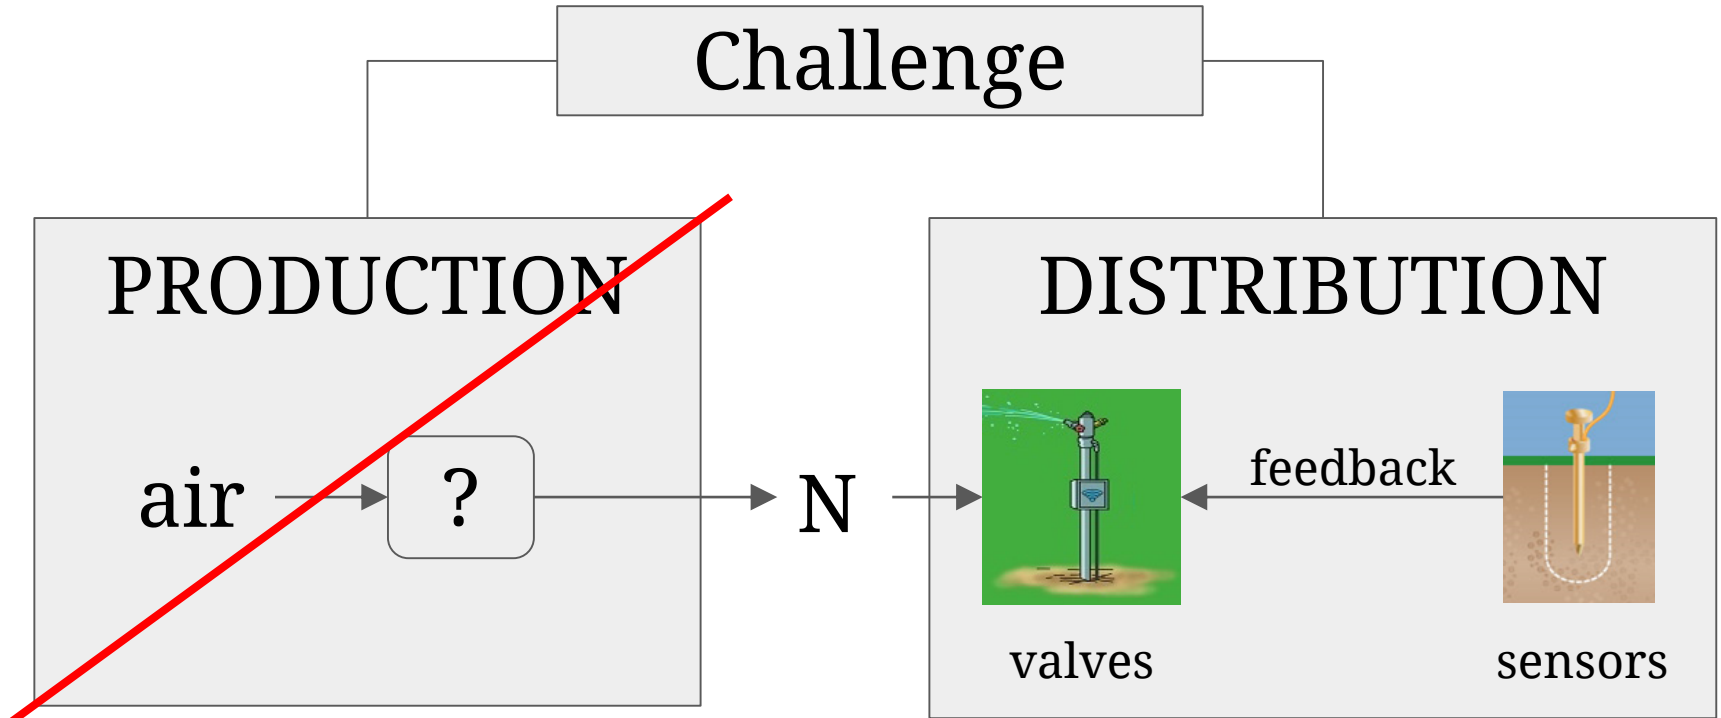 Challenge
PRODUCTION
air
?
N
DISTRIBUTION
feedback
valves
sensors